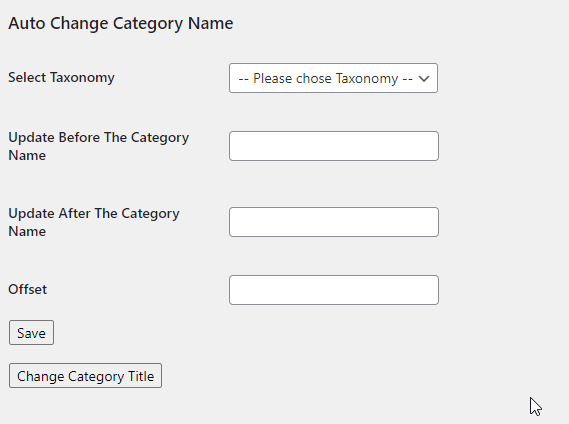 Auto Change Category Name
Select Taxonomy
-- Please chose Taxonomy --
Update Before The Category
Name
Update After The Category
Name
Offset
Save
Change Category Title